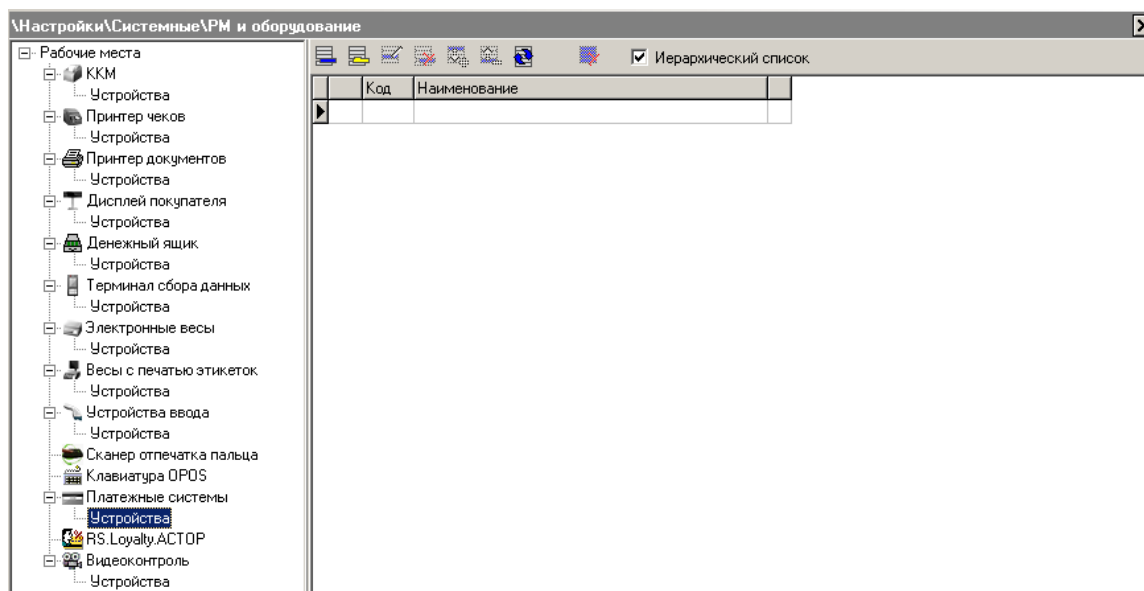 \Настройки\Системные\РМ и оборудование
Рабочие места
ККМ
Устройства
Принтер чеков
Устройства
Принтер документов
Устройства
Дисплей покупателя
Устройства
Денежный ящик
Устройства
Терминал сбора данных
Устройства
Электронные весы
Устройства
Весы с печатью этикеток
Устройства
Устройства ввода
Устройства
Сканер отпечатка пальца
Клавиатура OPOS
Платежные системы
Устройства
RS.Loyalty.ACTOP
Видеоконтроль
Устройства
Иерархический список
Код Наименование